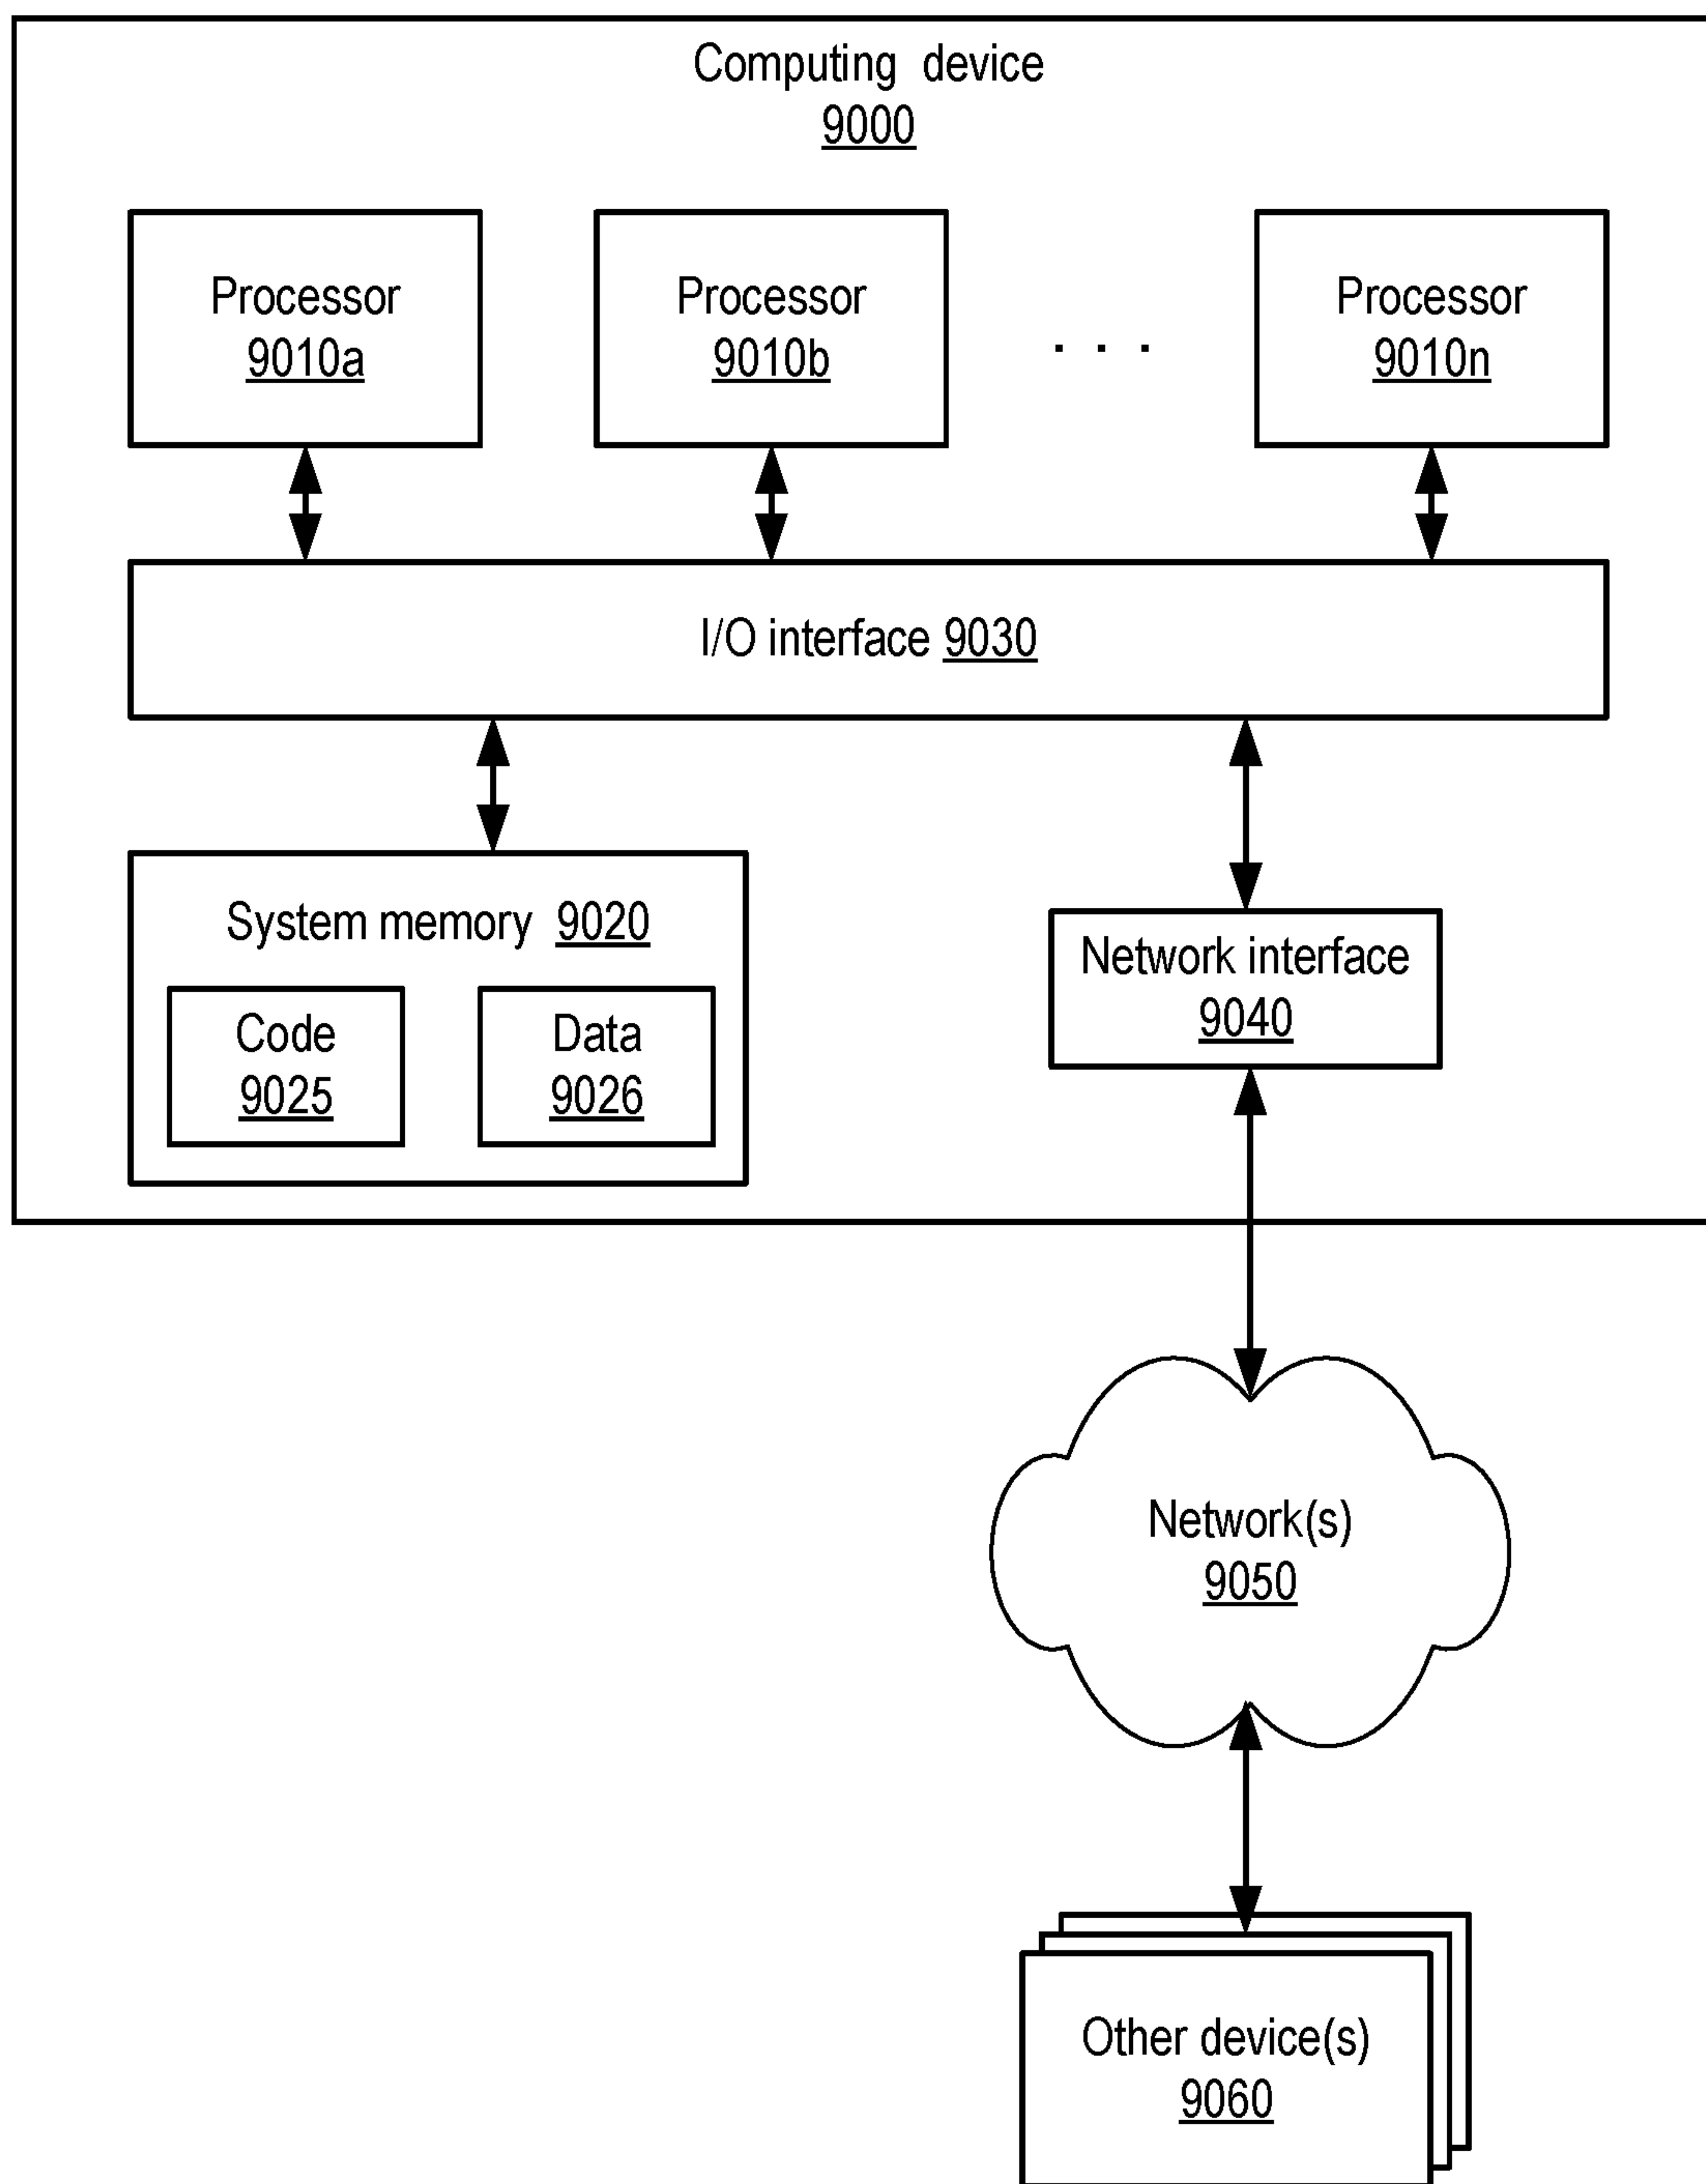 Computing device
9000
Processor
9010a
Processor
9010b
. . .
Processor
9010n
I/O interface 9030
System memory 9020
Code
9025
Data
9026
Network interface
9040
Network(s)
9050
Other device(s)
9060